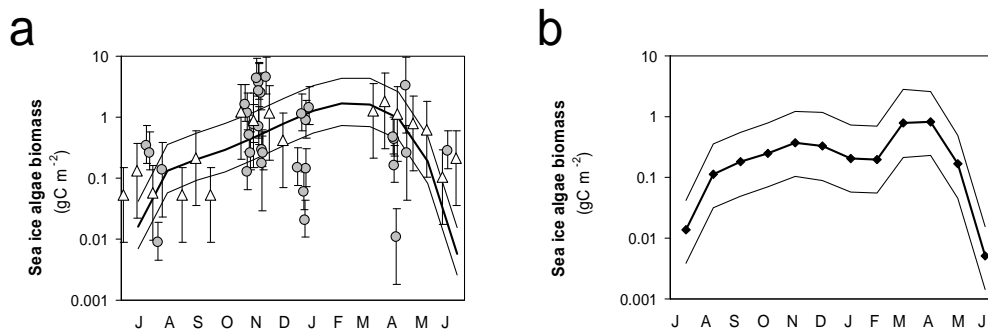 a
b
Sea ice algae biomass
(gC m⁻²)
10
1
0.1
0.01
0.001
J A S O N D J F M A M J
Sea ice algae biomass
(gC m⁻²)
10
1
0.1
0.01
0.001
J A S O N D J F M A M J